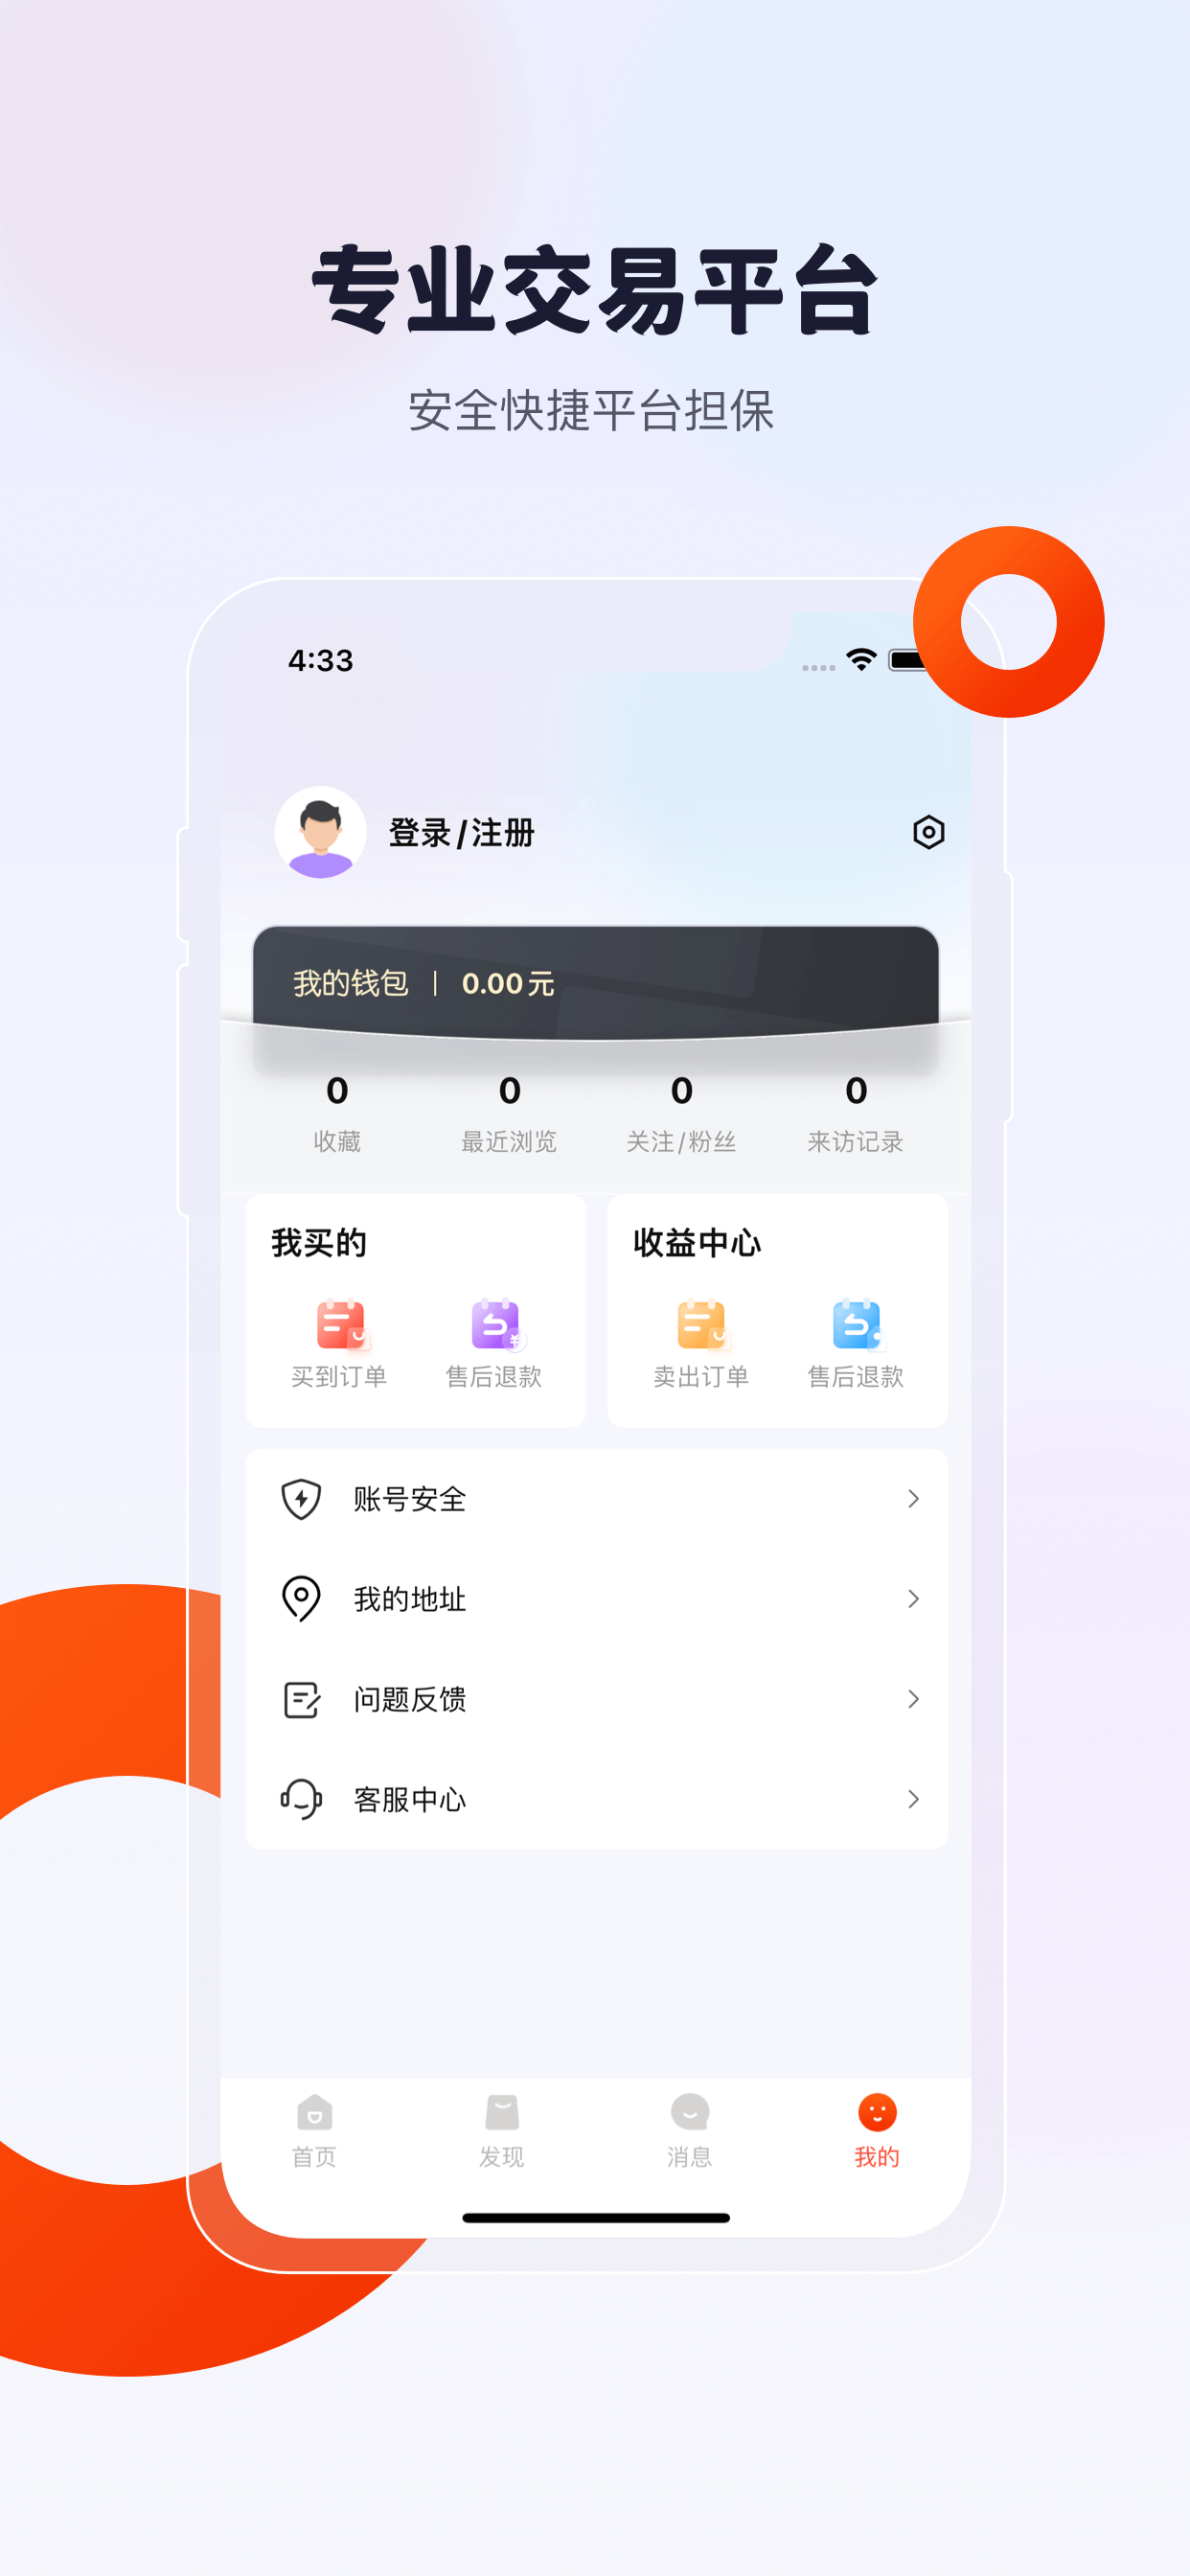 专业交易平台
安全快捷平台担保
4:33
登录/注册
我的钱包 | 0.00元
0 0 0 0
收藏 最近浏览 关注/粉丝 来访记录
我买的 收益中心
买到订单 售后退款 卖出订单 售后退款
账号安全
我的地址
问题反馈
客服中心
首页 发现 消息 我的